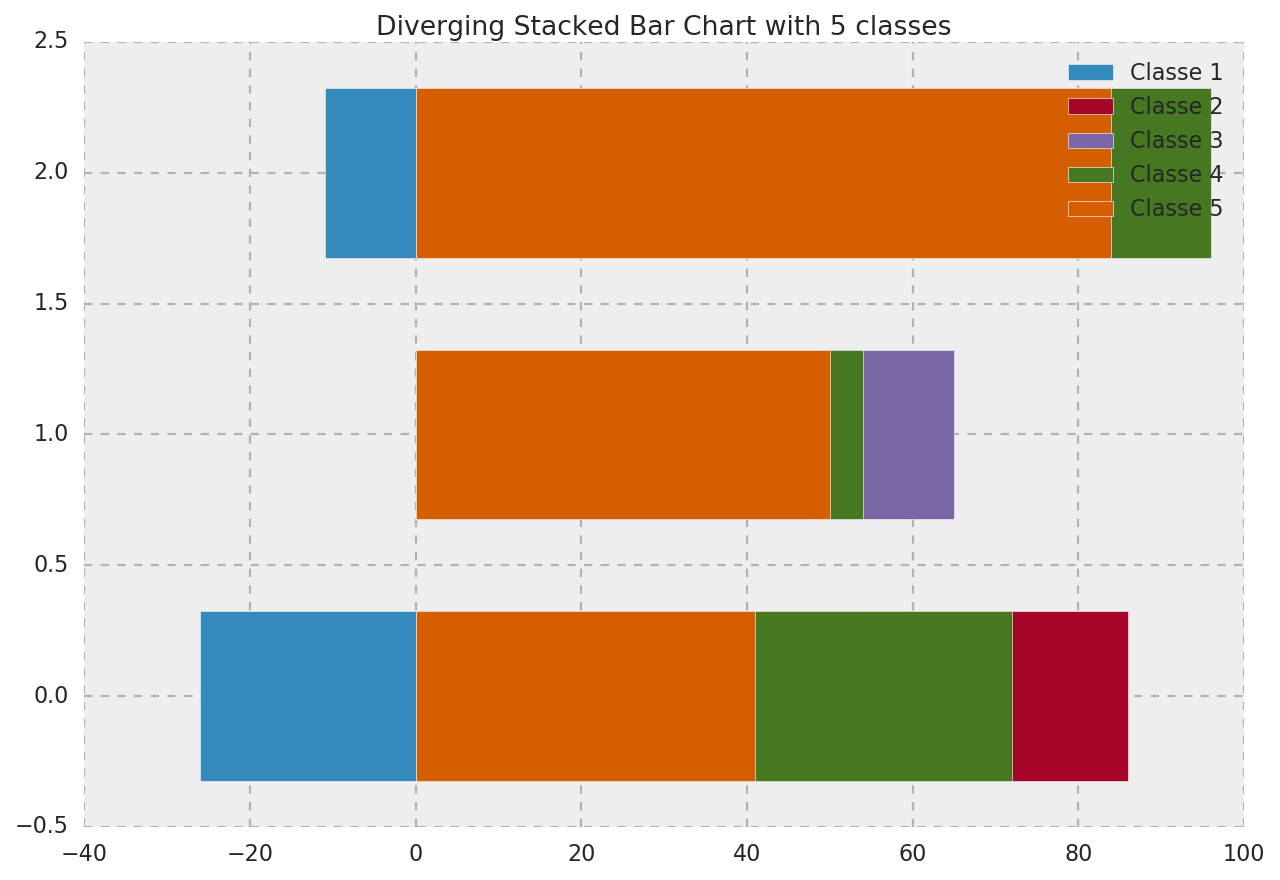 Diverging Stacked Bar Chart with 5 classes
2.5
Classe 1
Classe 2
Classe 3
2.0
Classe 4
Classe 5
1.5
1.0
0.5
0.0
−0.5
−40 −20 0 20 40 60 80 100